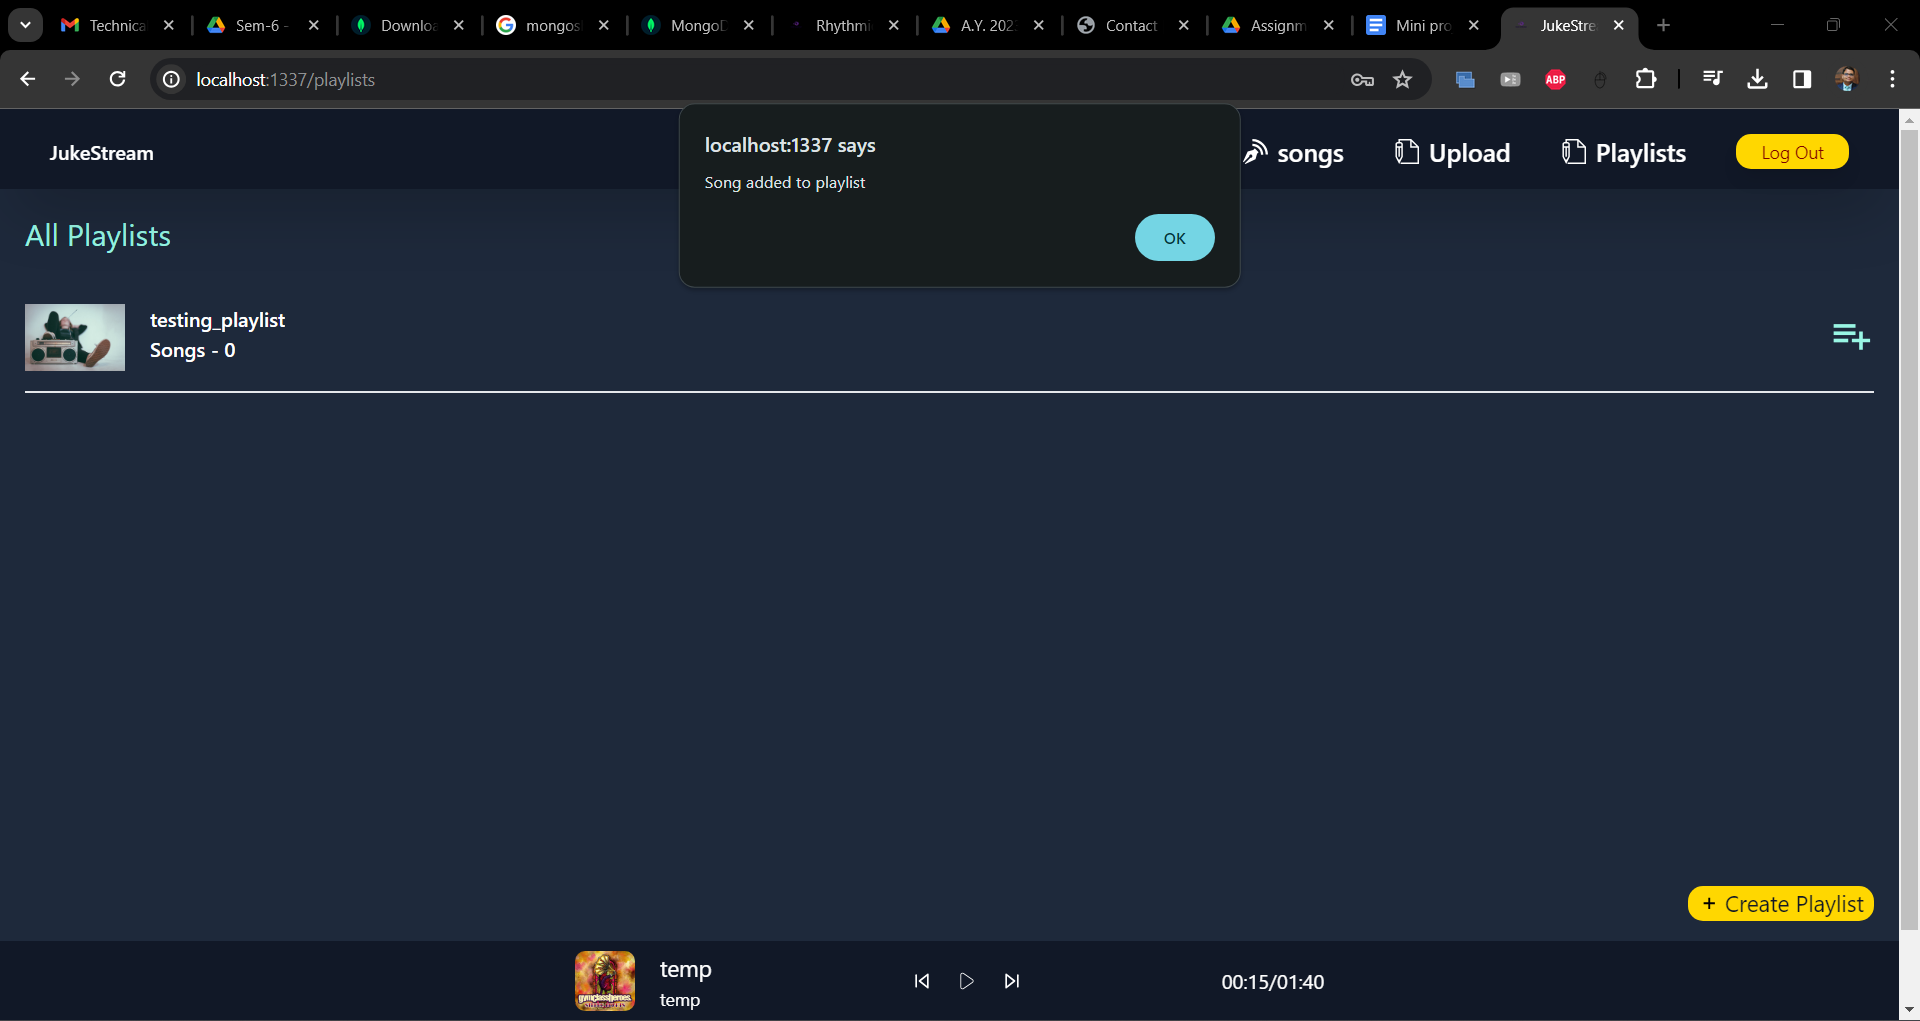 Technica
Sem-6 -
Downloa
mongos
MongoD
Rhythmi
A.Y. 202
Contact
Assignm
Mini pro
JukeStre
localhost:1337/playlists
ABP
localhost:1337 says
Song added to playlist
OK
JukeStream
songs
Upload
Playlists
Log Out
All Playlists
testing_playlist
Songs - 0
+ Create Playlist
gymclassheroes
temp
temp
00:15/01:40